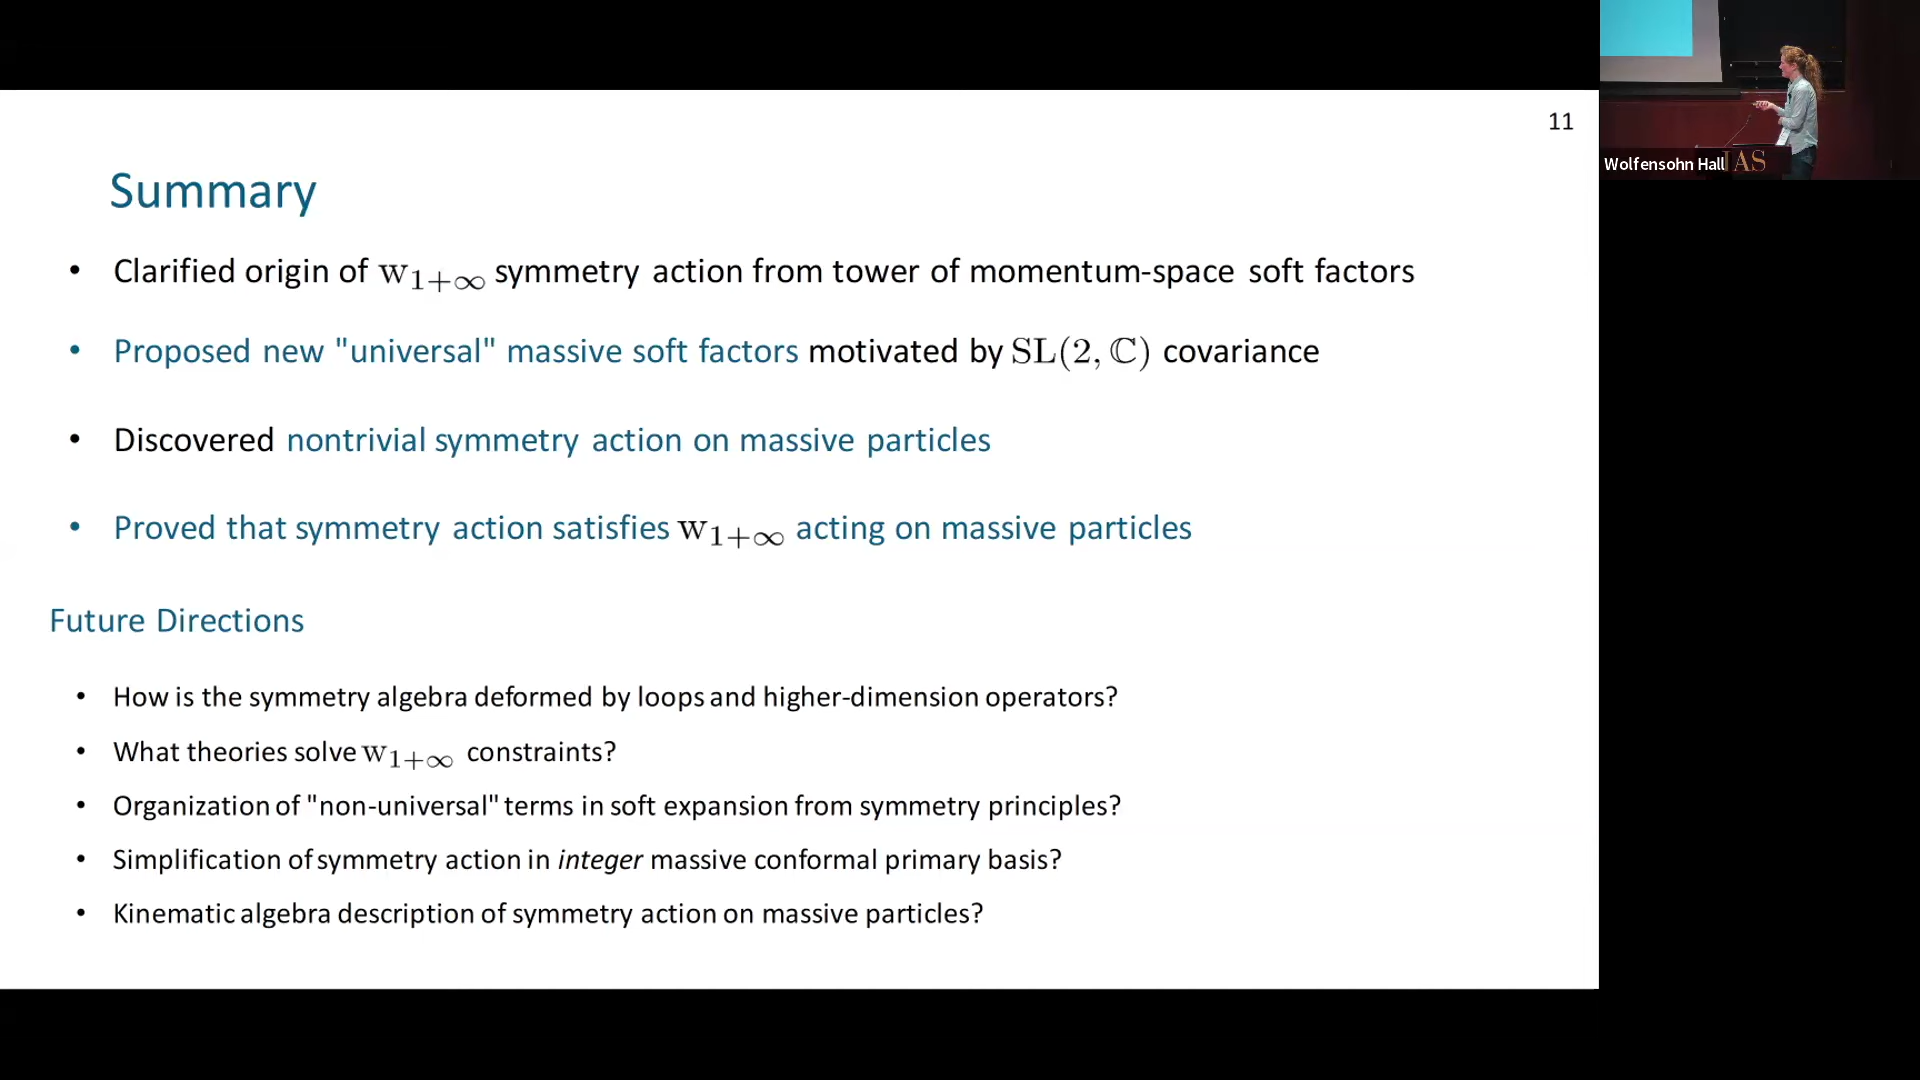 11
Summary
• Clarified origin of w₁₊∞ symmetry action from tower of momentum-space soft factors
• Proposed new "universal" massive soft factors motivated by SL(2, ℂ) covariance
• Discovered nontrivial symmetry action on massive particles
• Proved that symmetry action satisfies w₁₊∞ acting on massive particles
Future Directions
• How is the symmetry algebra deformed by loops and higher-dimension operators?
• What theories solve w₁₊∞ constraints?
• Organization of "non-universal" terms in soft expansion from symmetry principles?
• Simplification of symmetry action in integer massive conformal primary basis?
• Kinematic algebra description of symmetry action on massive particles?
Wolfensohn Hall
IAS